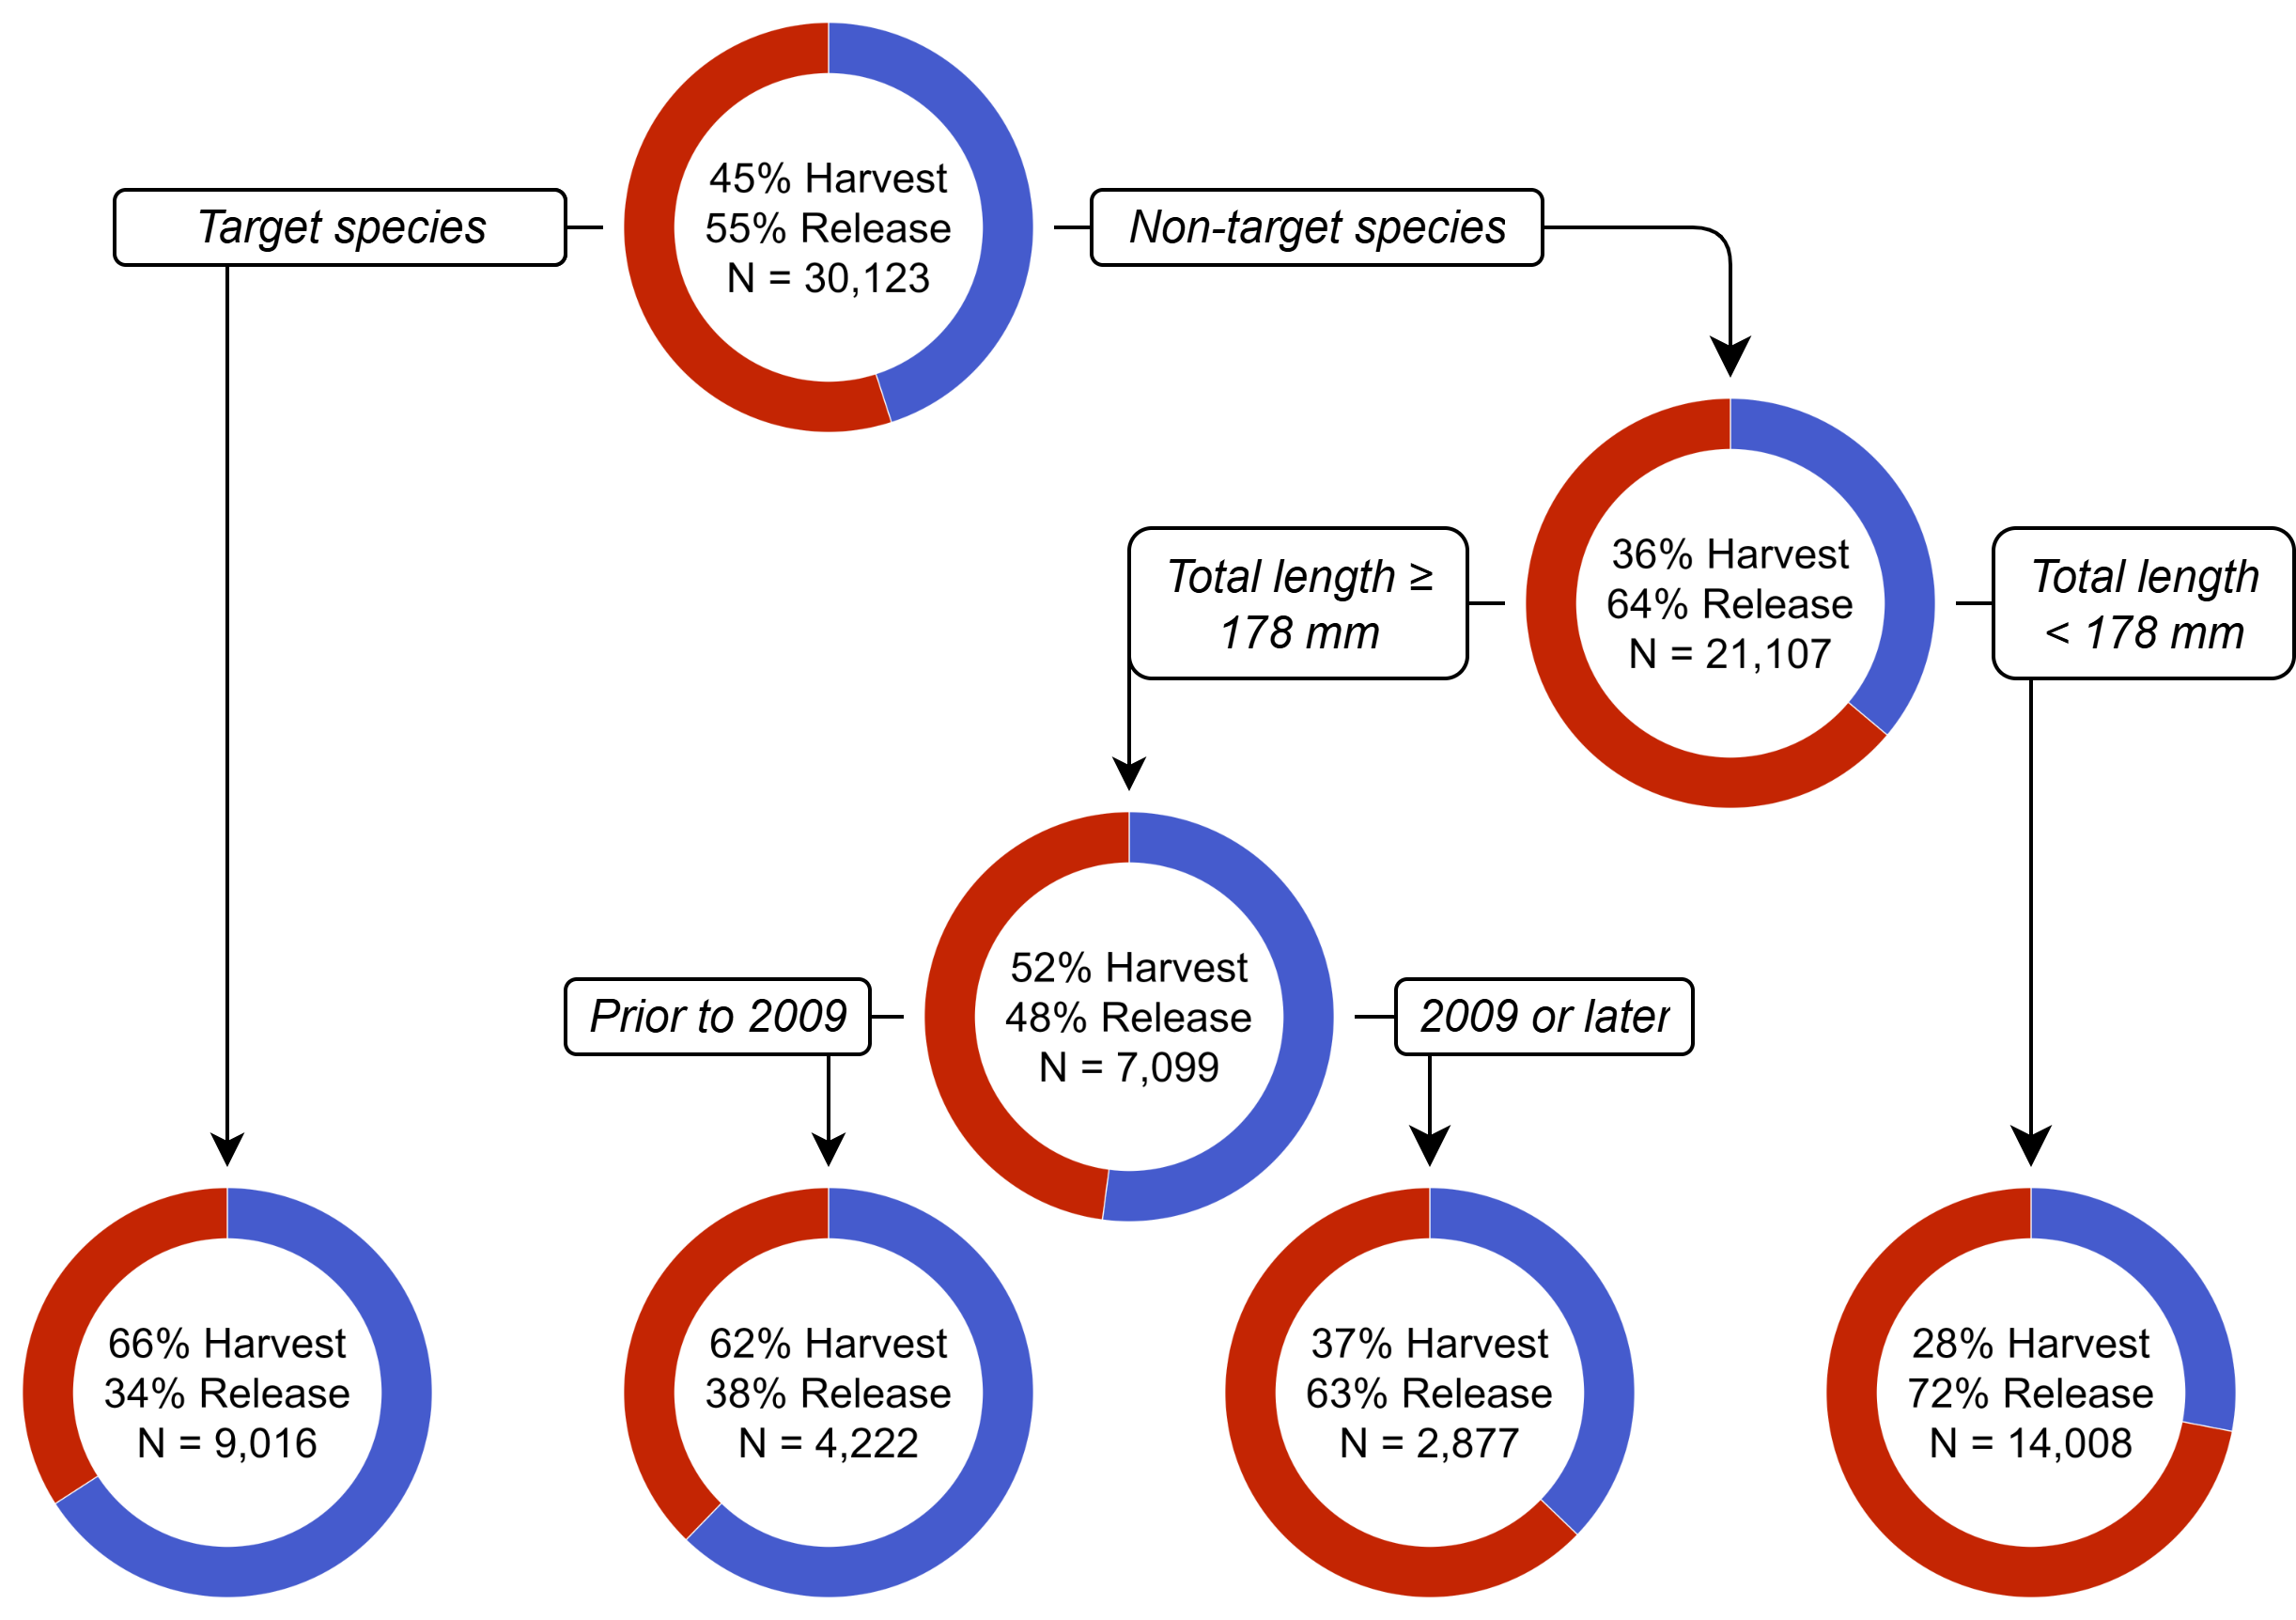 45% Harvest
55% Release
N = 30,123
Target species
Non-target species
36% Harvest
64% Release
N = 21,107
Total length ≥
178 mm
Total length
< 178 mm
52% Harvest
48% Release
N = 7,099
Prior to 2009
2009 or later
66% Harvest
34% Release
N = 9,016
62% Harvest
38% Release
N = 4,222
37% Harvest
63% Release
N = 2,877
28% Harvest
72% Release
N = 14,008